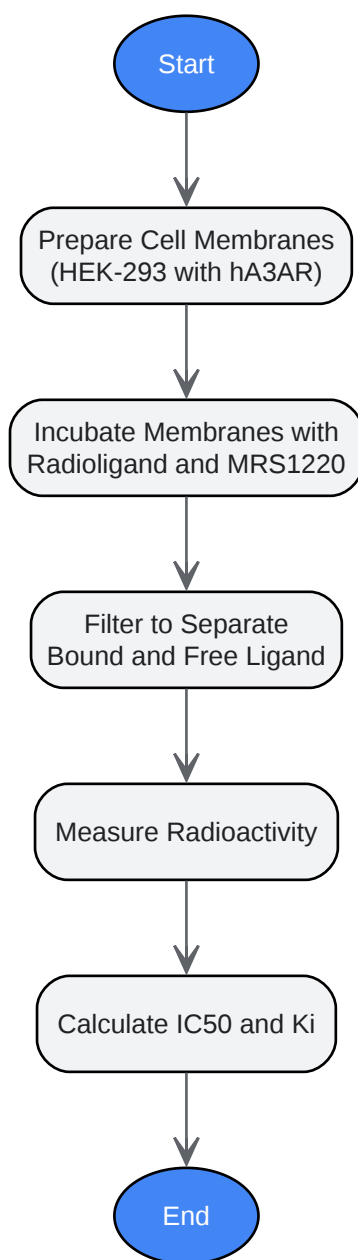 Start
Prepare Cell Membranes
(HEK-293 with hA3AR)
Incubate Membranes with
Radioligand and MRS1220
Filter to Separate
Bound and Free Ligand
Measure Radioactivity
Calculate IC50 and Ki
End